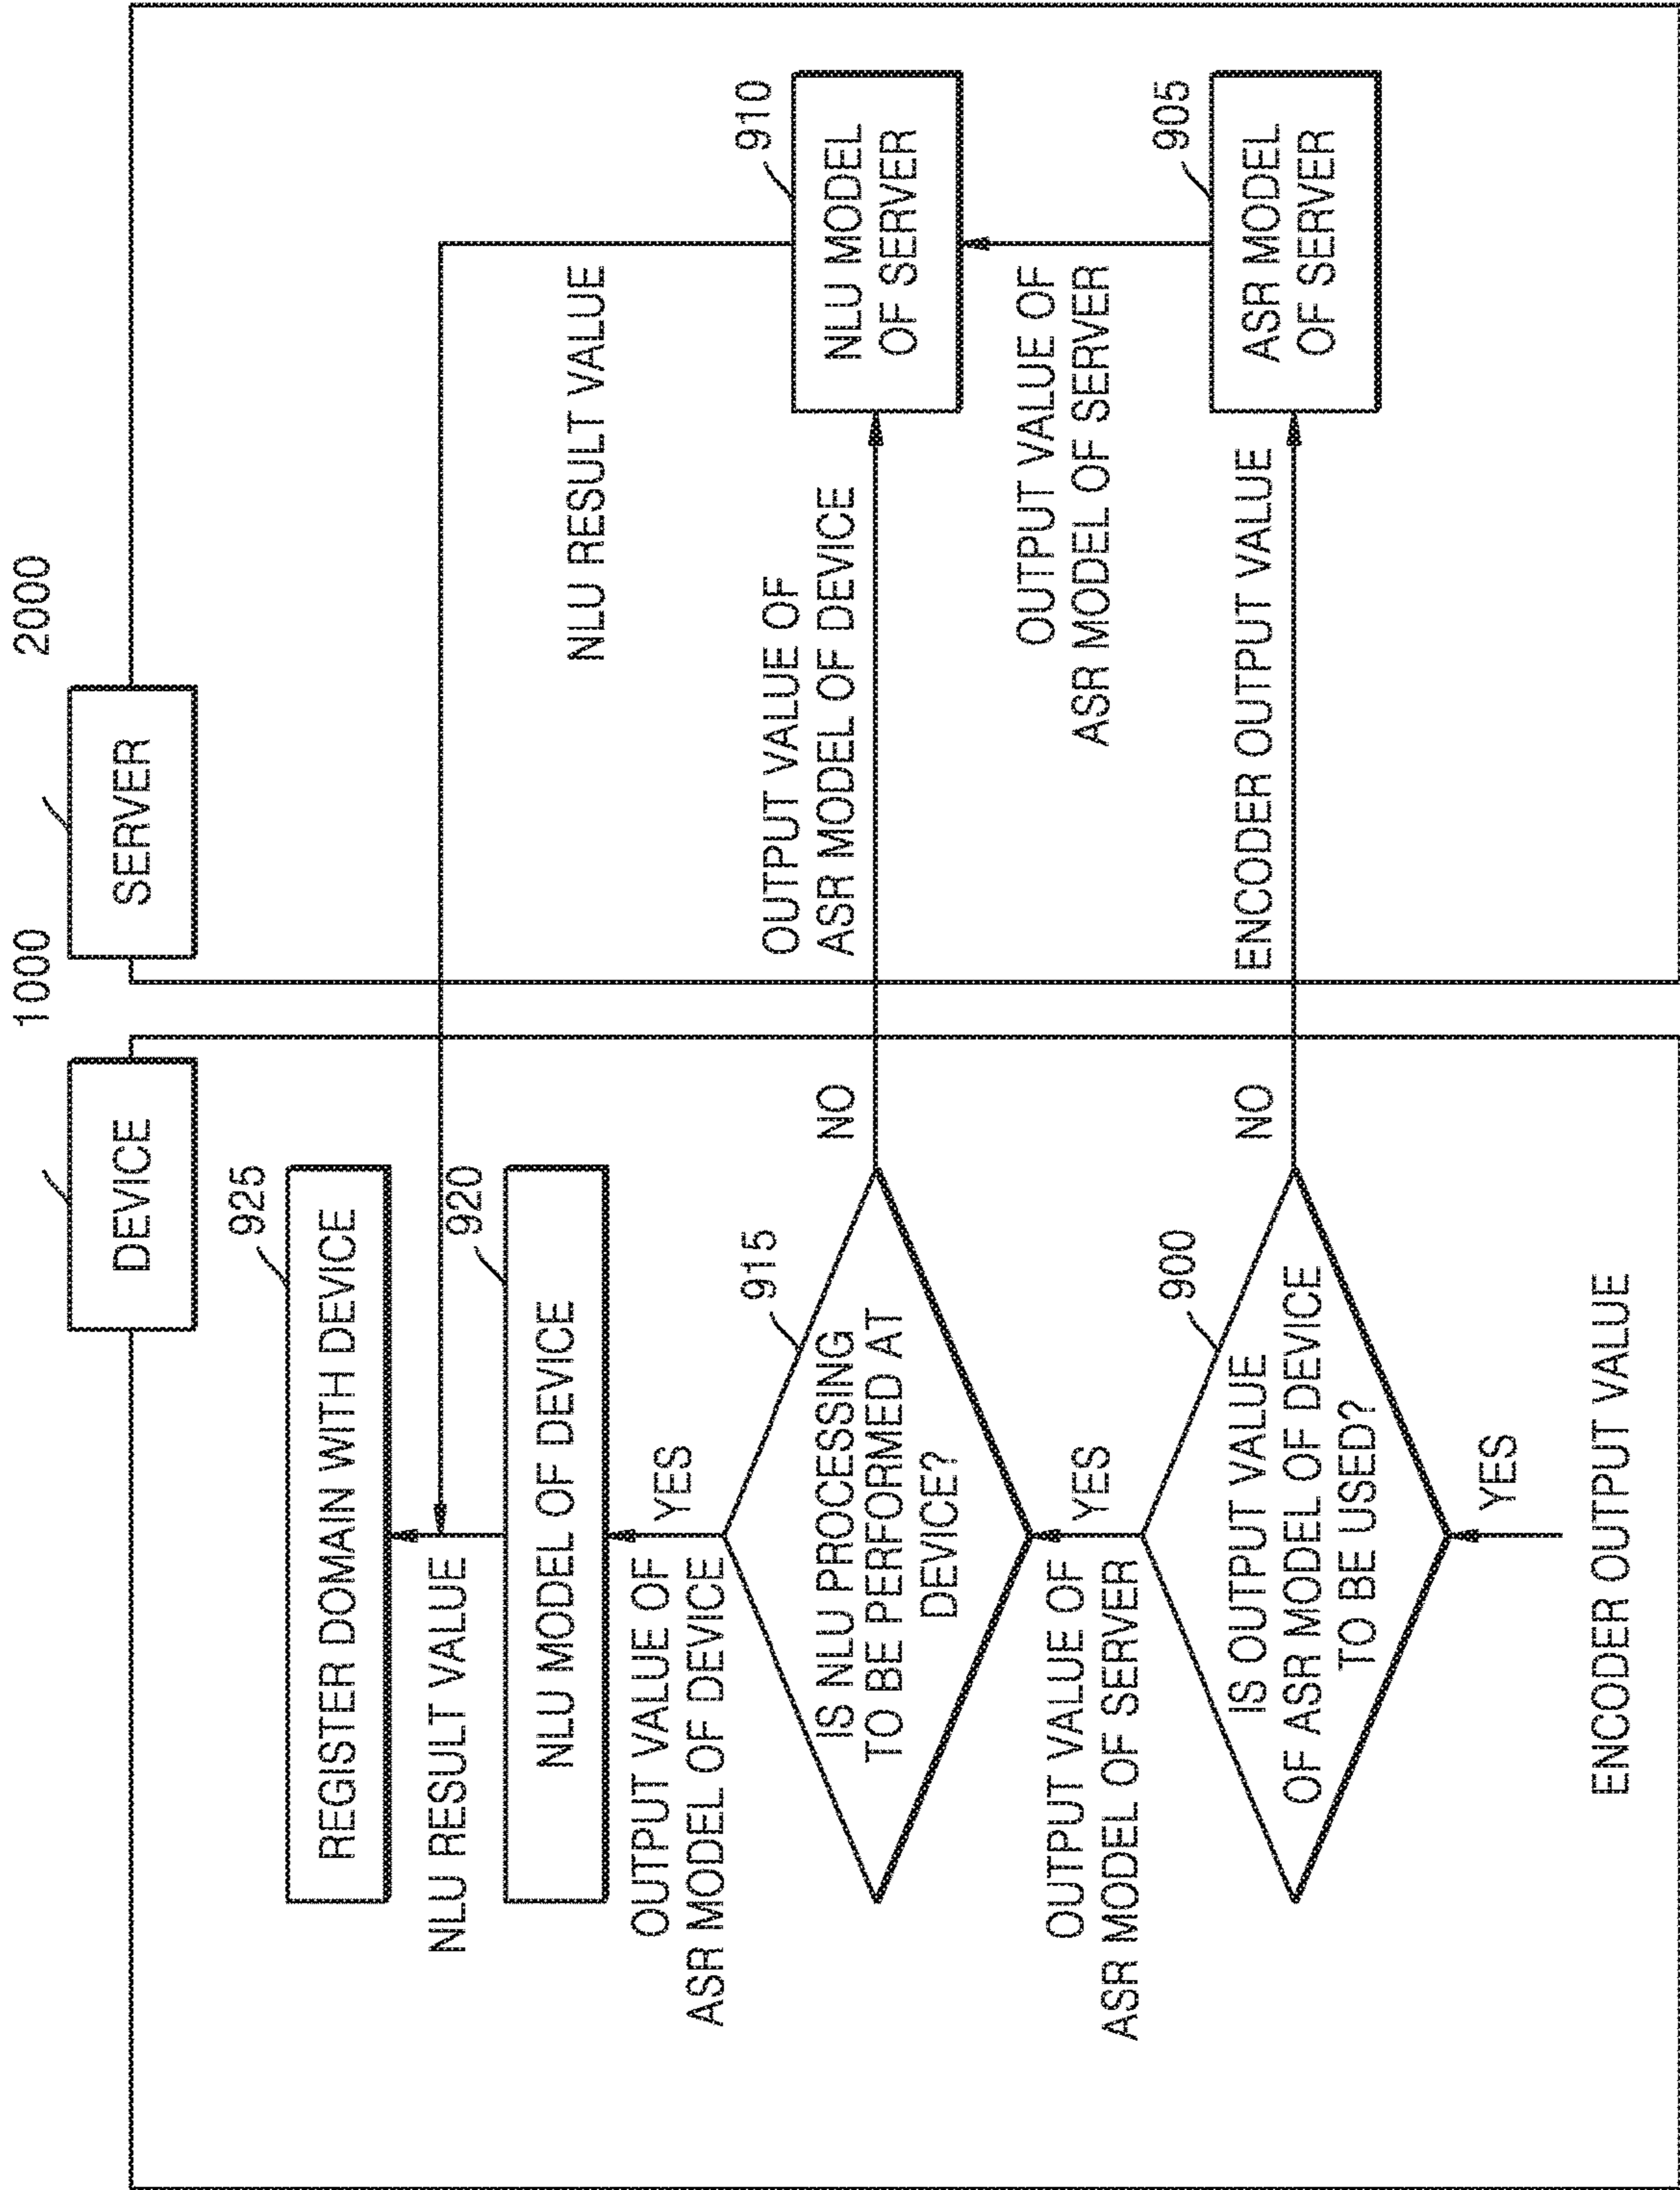 1000
DEVICE
2000
SERVER
925
REGISTER DOMAIN WITH DEVICE
NLU RESULT VALUE
920
NLU MODEL OF DEVICE
NLU RESULT VALUE
OUTPUT VALUE OF
ASR MODEL OF DEVICE
YES
915
IS NLU PROCESSING
TO BE PERFORMED AT
DEVICE?
NO
OUTPUT VALUE OF
ASR MODEL OF DEVICE
910
NLU MODEL
OF SERVER
OUTPUT VALUE OF
ASR MODEL OF SERVER
YES
OUTPUT VALUE OF
ASR MODEL OF SERVER
900
IS OUTPUT VALUE
OF ASR MODEL OF DEVICE
TO BE USED?
NO
ENCODER OUTPUT VALUE
905
ASR MODEL
OF SERVER
YES
ENCODER OUTPUT VALUE